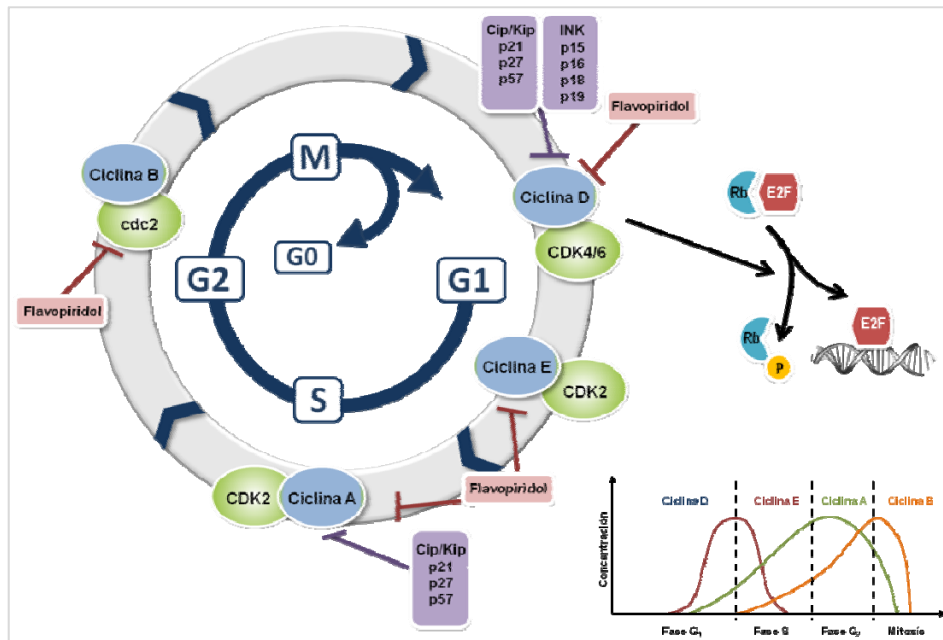 Cip/Kip
p21
p27
p57
INK
p15
p16
p18
p19
Flavopiridol
Ciclina B
cdc2
M
Ciclina D
CDK4/6
Rb
E2F
G0
G2
G1
Flavopiridol
E2F
Rb
P
Ciclina E
CDK2
S
CDK2
Ciclina A
Flavopiridol
Cip/Kip
p21
p27
p57
Ciclina D
Ciclina E
Ciclina A
Ciclina B
Concentración
Fase G1
Fase S
Fase G2
Mitosis